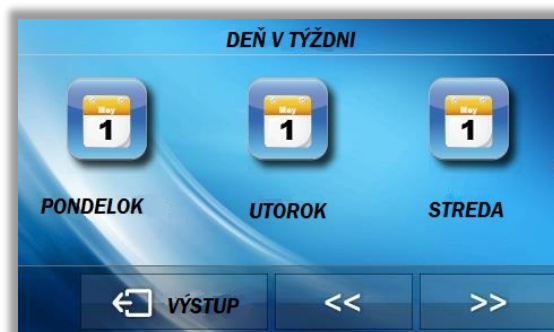 DEŇ V TÝŽDNI
May May May
1 1 1
PONDELOK UTOROK STREDA
VÝSTUP << >>